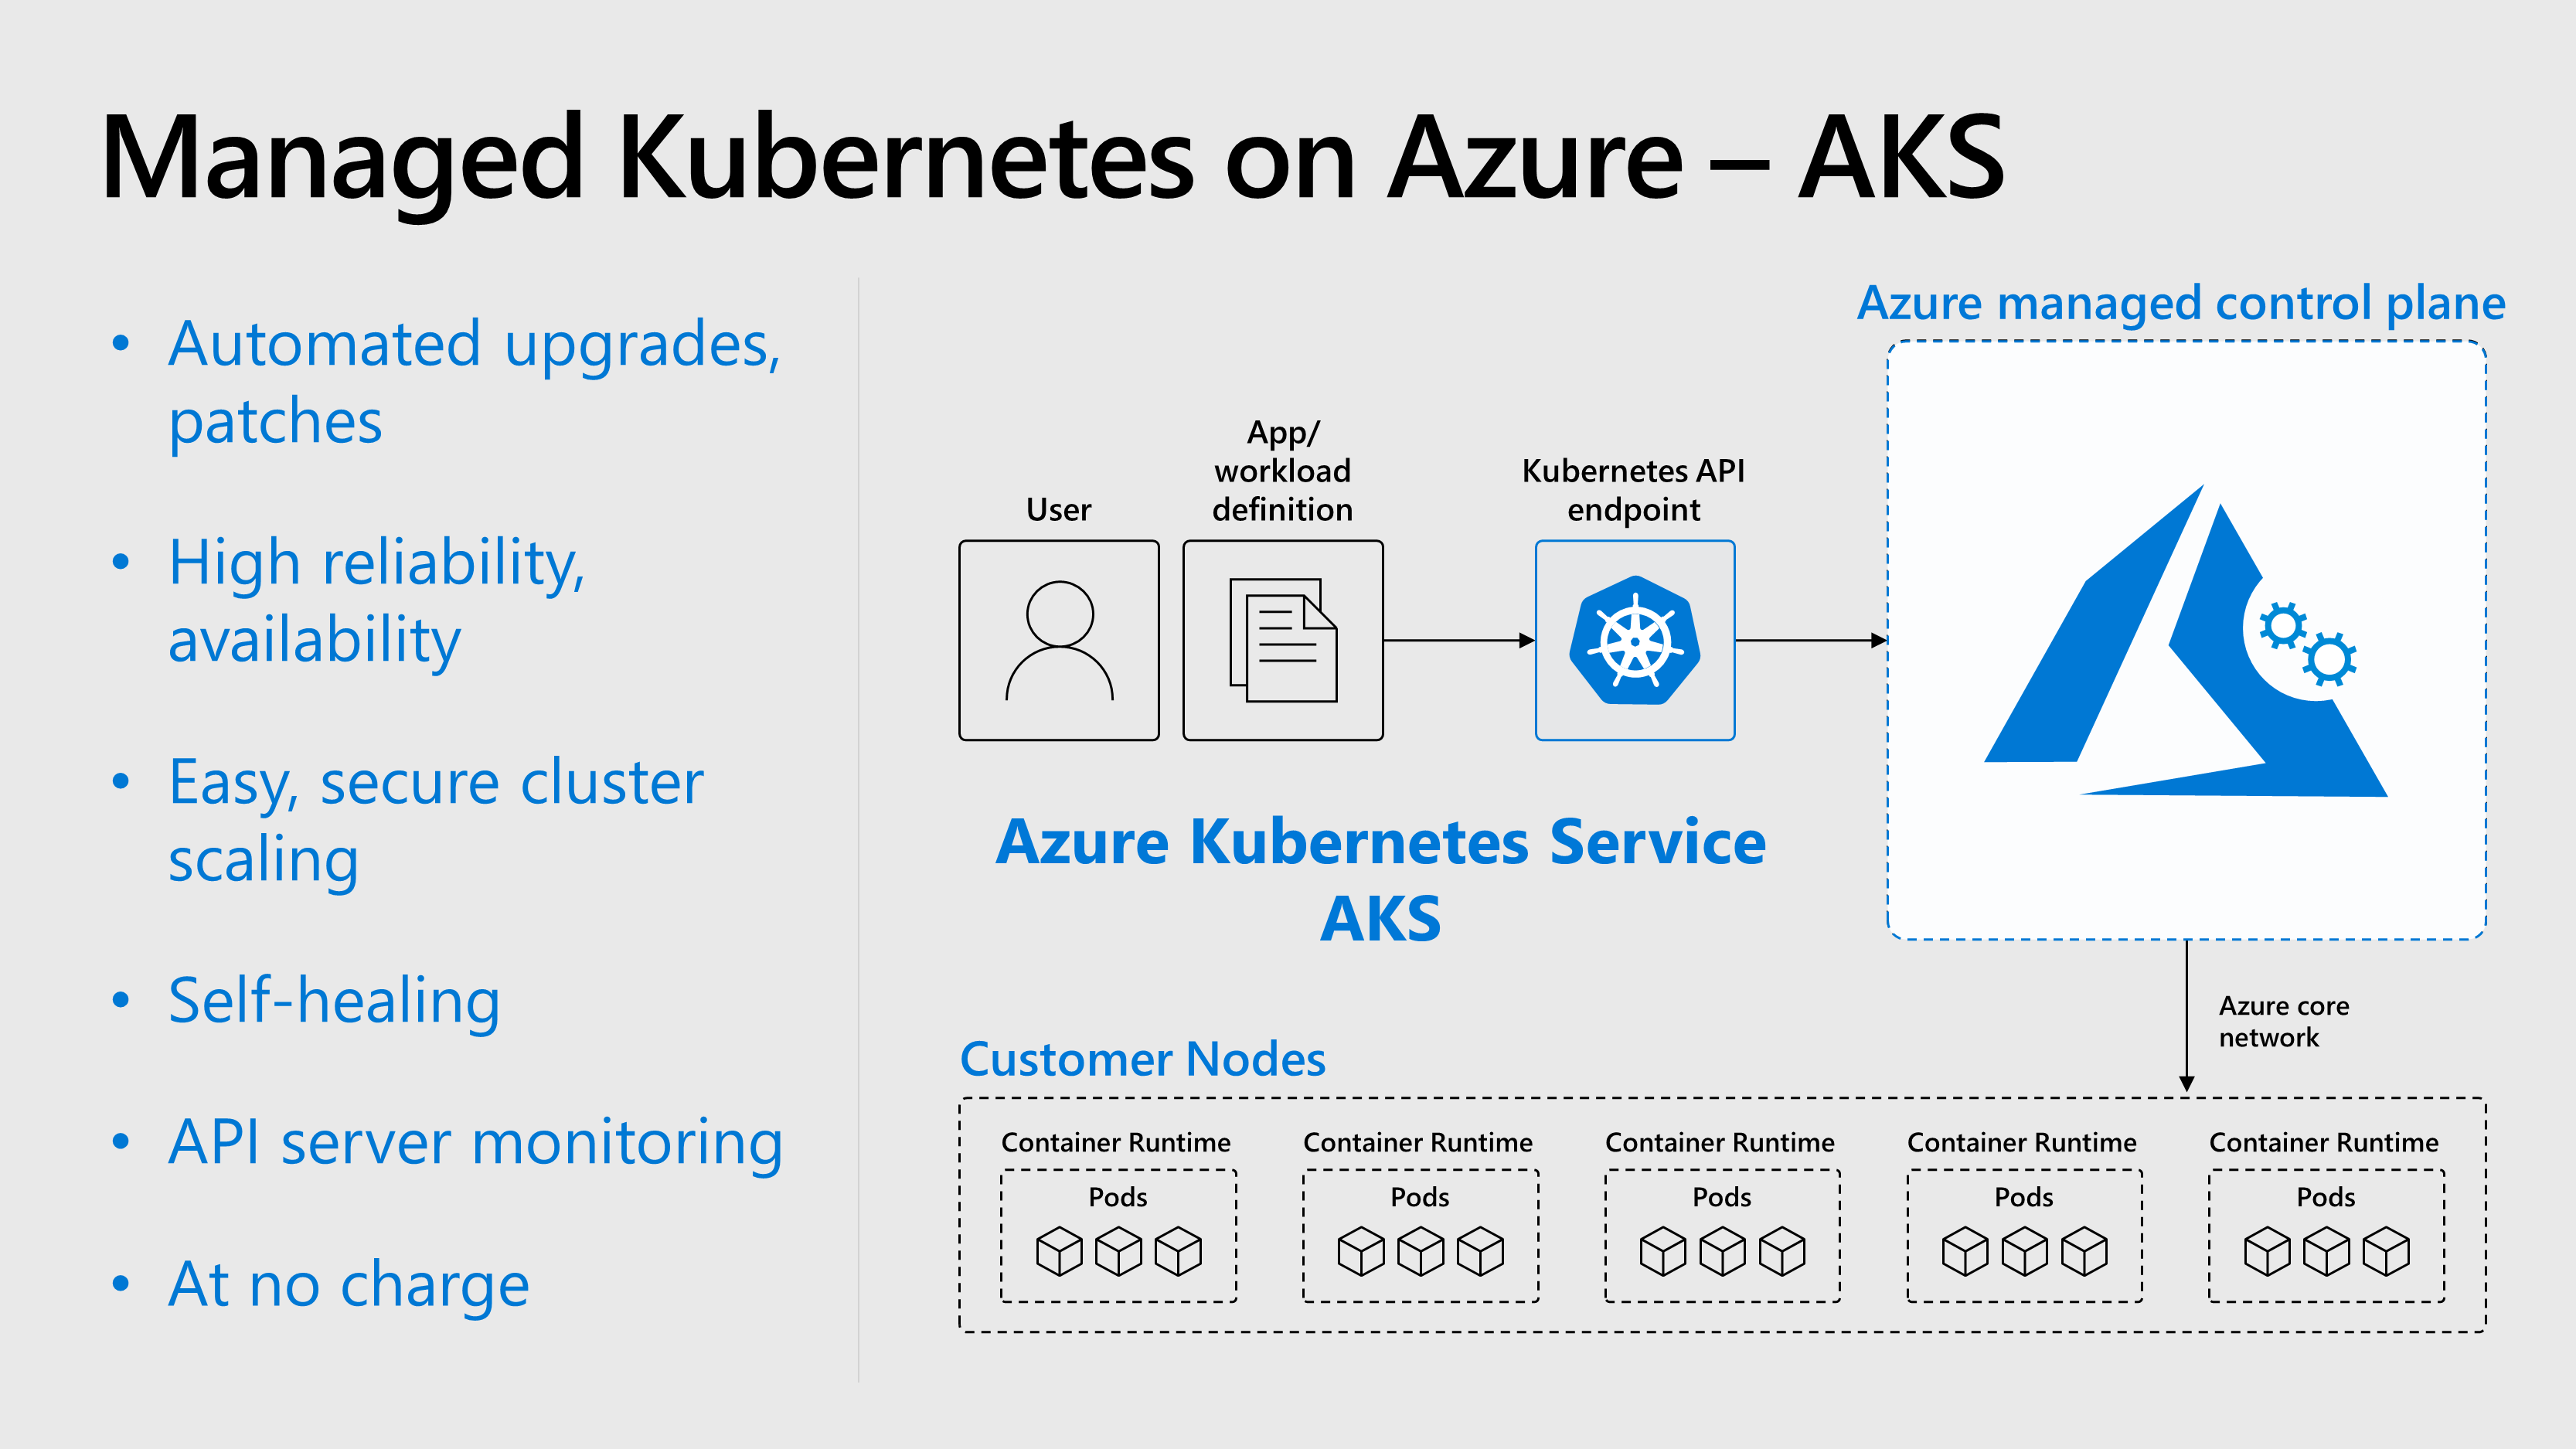 Managed Kubernetes on Azure – AKS
• Automated upgrades,
patches
• High reliability,
availability
• Easy, secure cluster
scaling
• Self-healing
• API server monitoring
• At no charge
Azure managed control plane
User
App/
workload
definition
Kubernetes API
endpoint
Azure Kubernetes Service
AKS
Azure core
network
Customer Nodes
Container Runtime
Pods
Container Runtime
Pods
Container Runtime
Pods
Container Runtime
Pods
Container Runtime
Pods